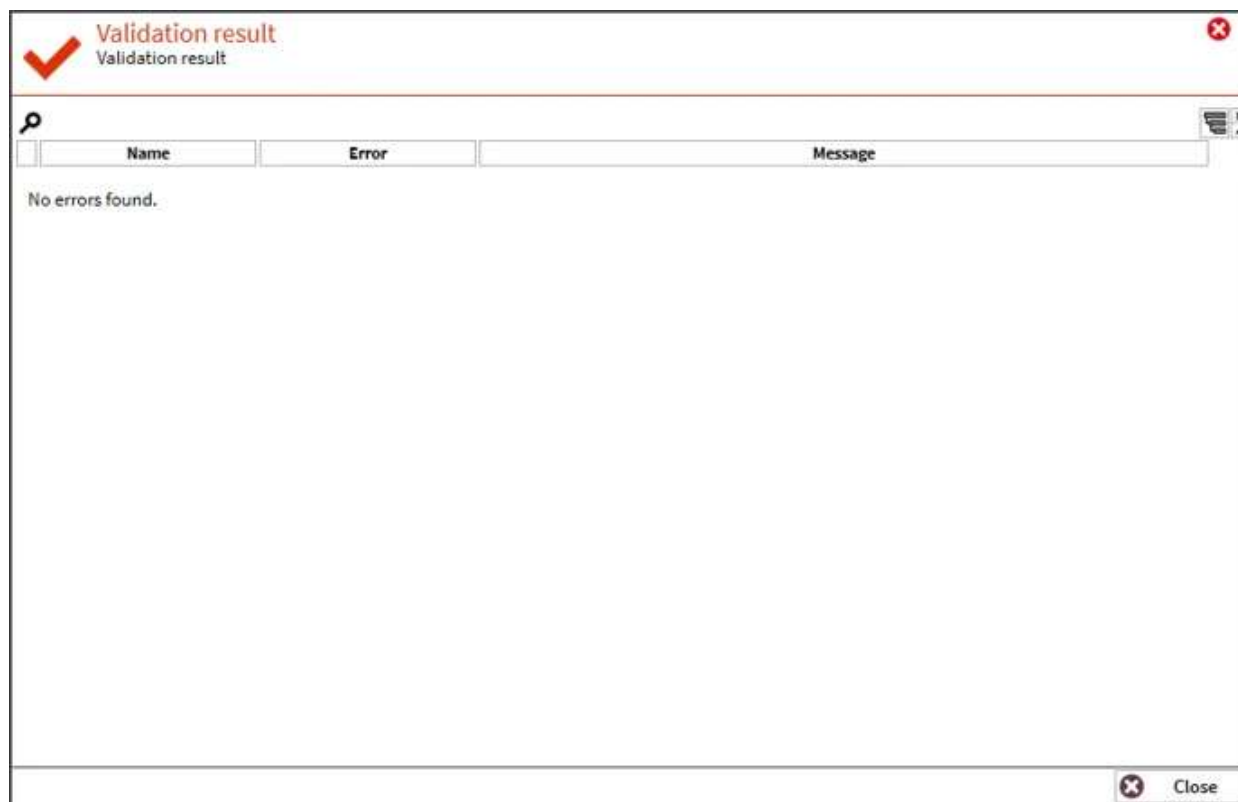 Validation result
Validation result
Name Error Message
No errors found.
Close